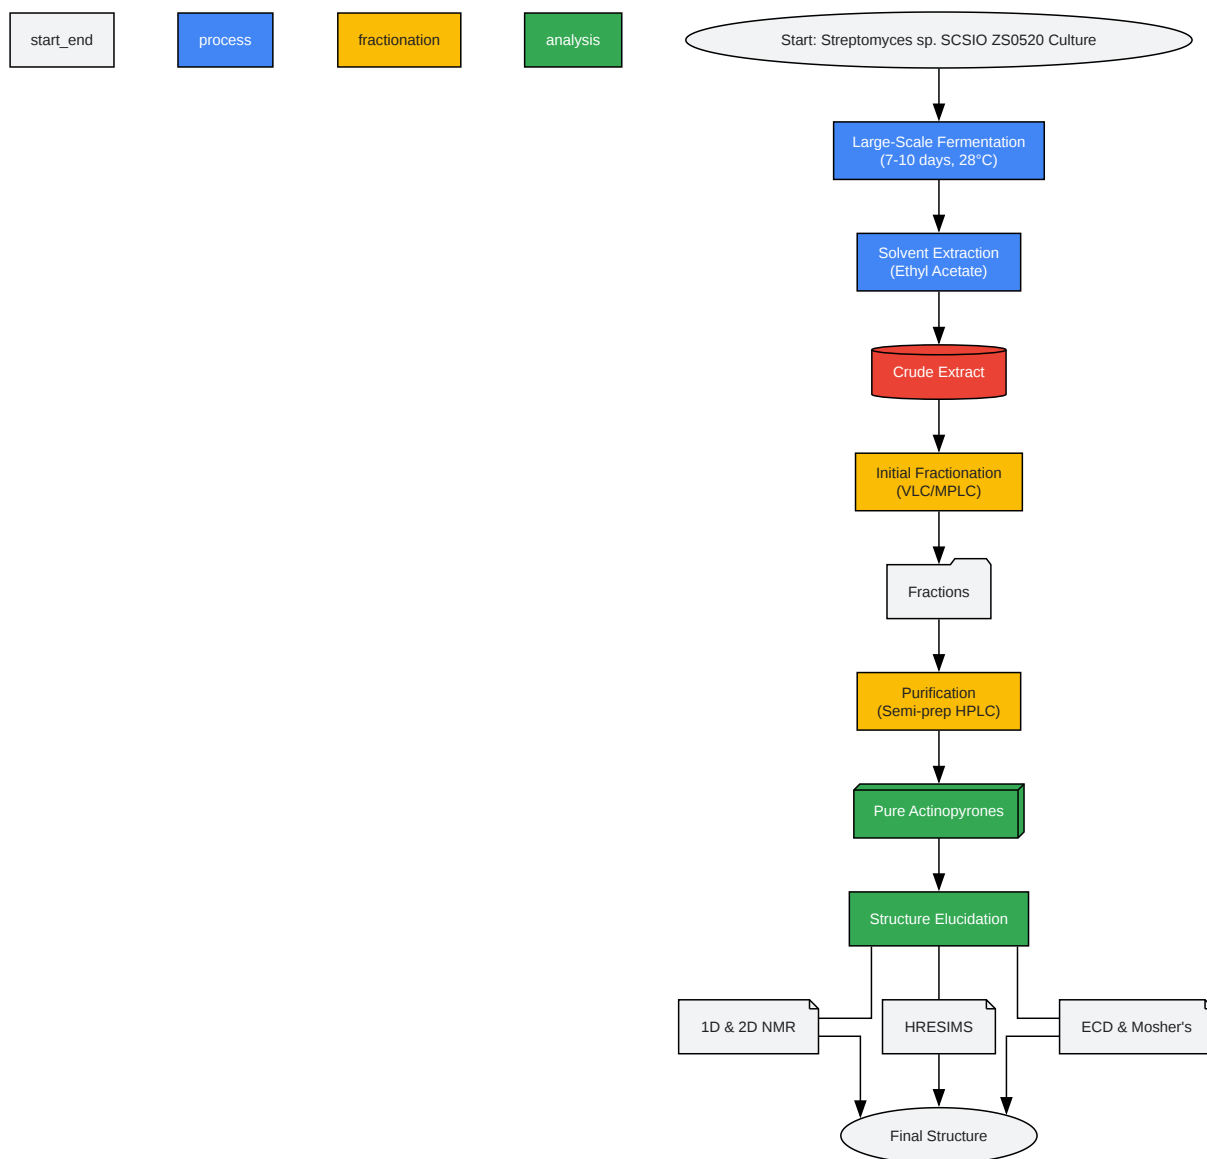 start_end
process
fractionation
analysis
Start: Streptomyces sp. SCSIO ZS0520 Culture
Large-Scale Fermentation
(7-10 days, 28°C)
Solvent Extraction
(Ethyl Acetate)
Crude Extract
Initial Fractionation
(VLC/MPLC)
Fractions
Purification
(Semi-prep HPLC)
Pure Actinopyrones
Structure Elucidation
1D & 2D NMR
HRESIMS
ECD & Mosher's
Final Structure